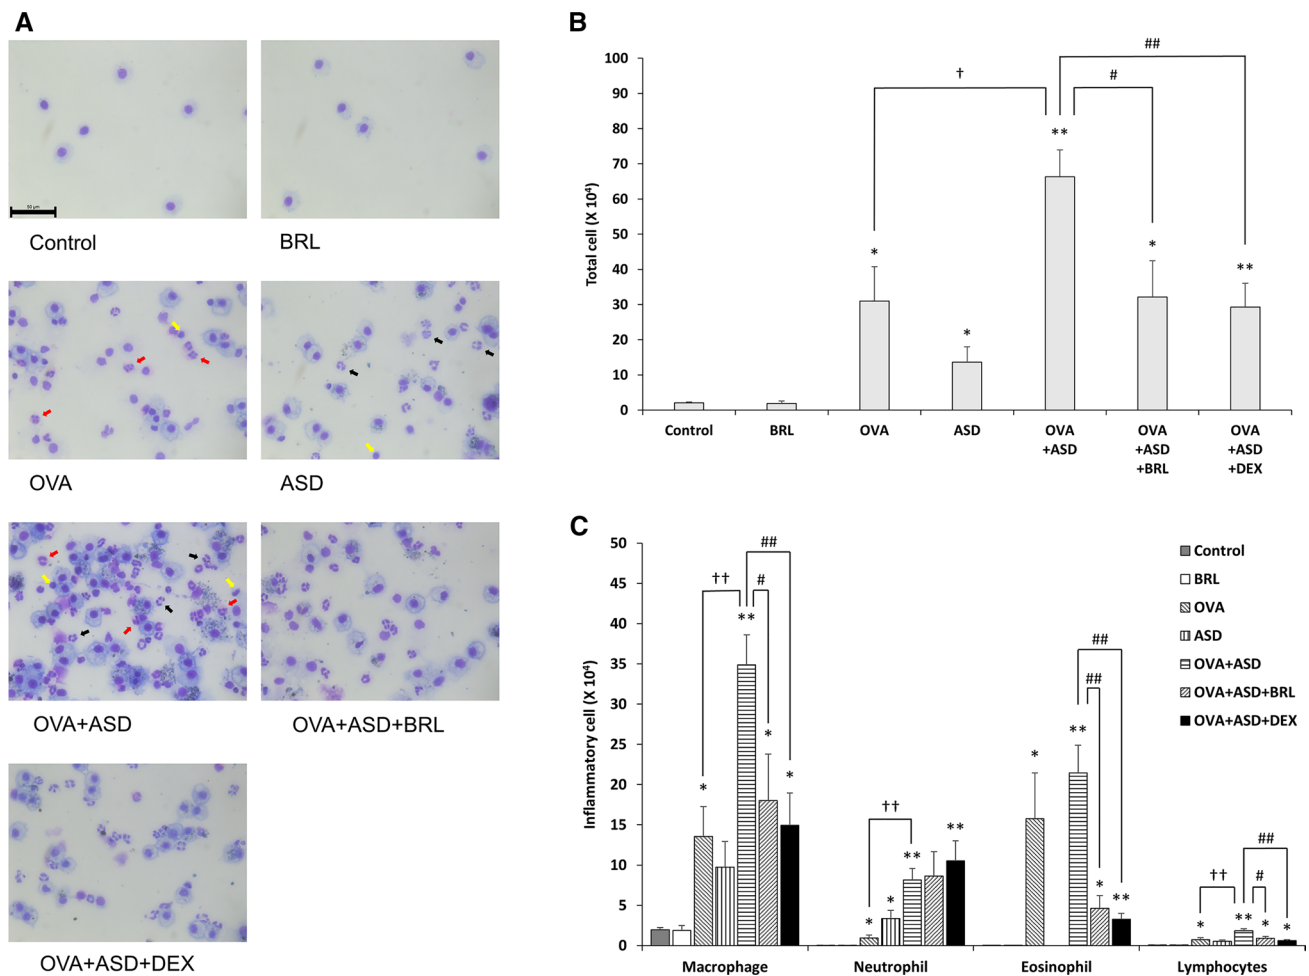 A
50 μm
Control
BRL
OVA
ASD
OVA+ASD
OVA+ASD+BRL
OVA+ASD+DEX
B
Total cell (X 10⁴)
100
90
80
70
60
50
40
30
20
10
0
†
#
##
*
*
**
*
**
Control
BRL
OVA
ASD
OVA
+ASD
OVA
+ASD
+BRL
OVA
+ASD
+DEX
C
Inflammatory cell (X 10⁴)
50
45
40
35
30
25
20
15
10
5
0
††
#
##
*
**
*
*
††
*
*
**
**
##
##
*
**
*
**
††
#
##
*
**
*
*
Macrophage
Neutrophil
Eosinophil
Lymphocytes
Control
BRL
OVA
ASD
OVA+ASD
OVA+ASD+BRL
OVA+ASD+DEX